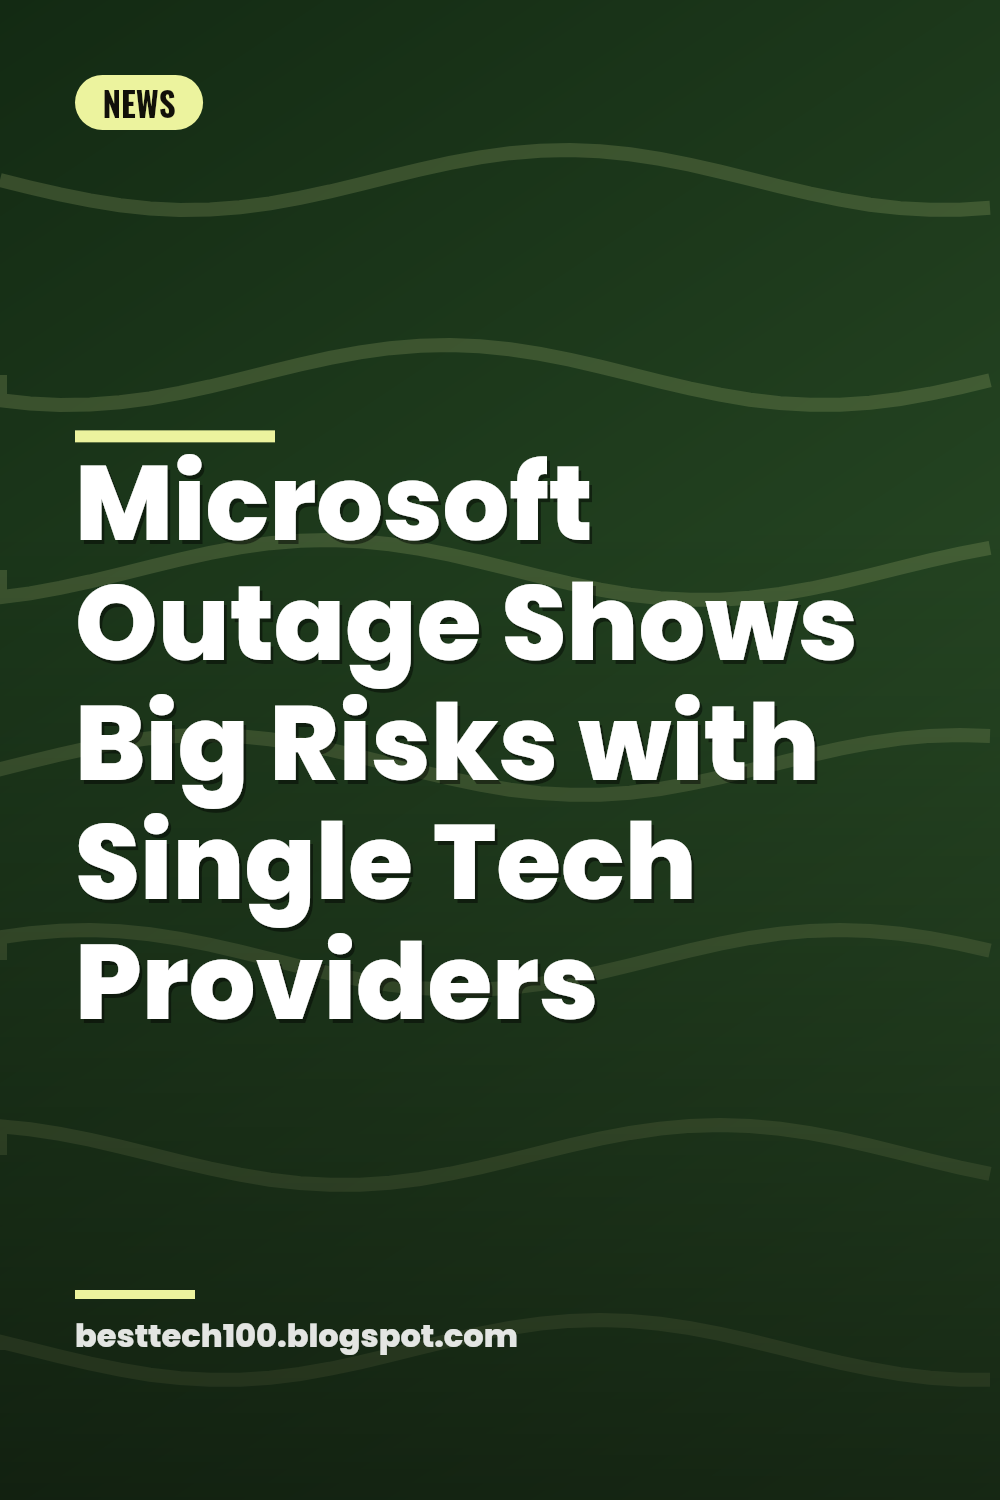 NEWS
Microsoft
Outage Shows
Big Risks with
Single Tech
Providers
besttech100.blogspot.com